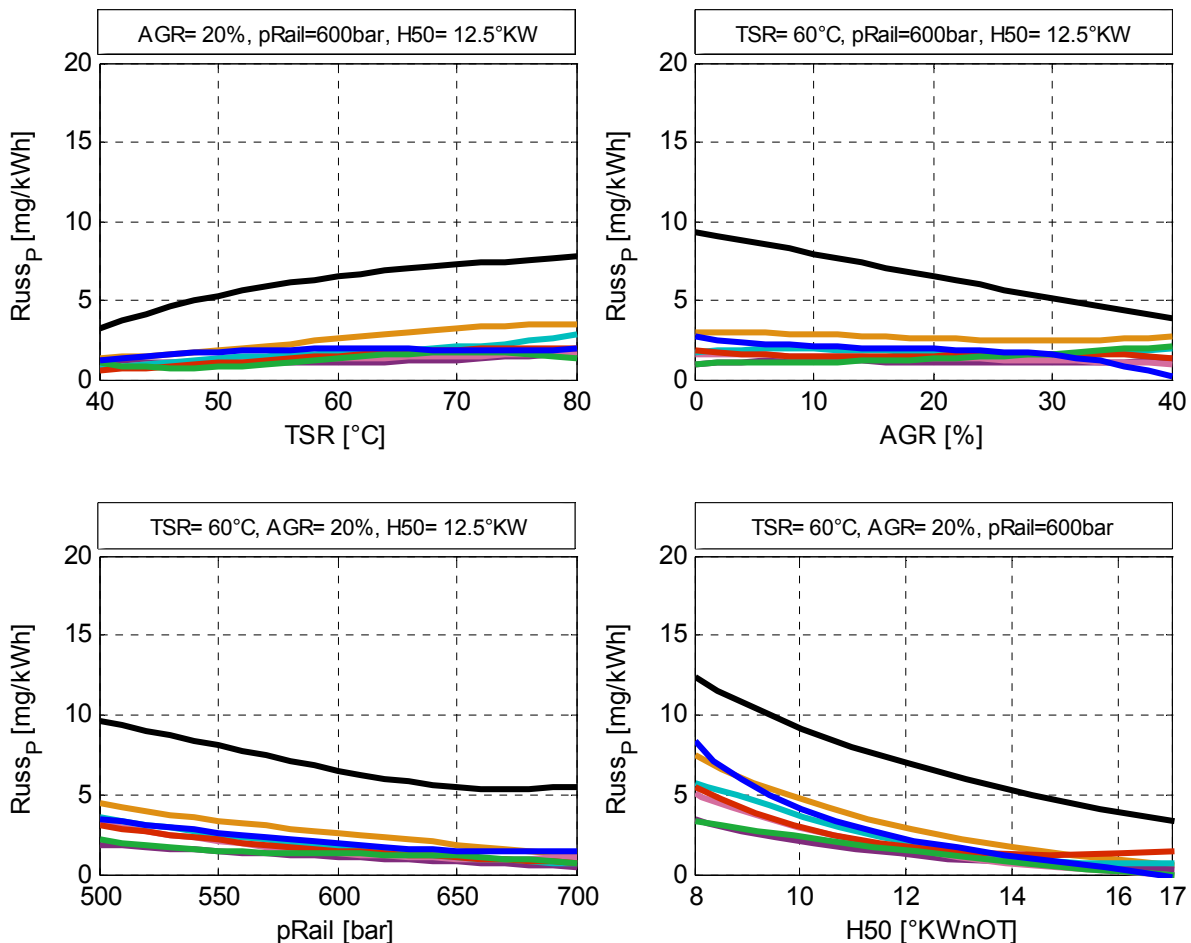 AGR= 20%, pRail=600bar, H50= 12.5°KW
20
15
10
5
0
RussP [mg/kWh]
40 50 60 70 80
TSR [°C]
TSR= 60°C, pRail=600bar, H50= 12.5°KW
20
15
10
5
0
RussP [mg/kWh]
0 10 20 30 40
AGR [%]
TSR= 60°C, AGR= 20%, H50= 12.5°KW
20
15
10
5
0
RussP [mg/kWh]
500 550 600 650 700
pRail [bar]
TSR= 60°C, AGR= 20%, pRail=600bar
20
15
10
5
0
RussP [mg/kWh]
8 10 12 14 16 17
H50 [°KWnOT]